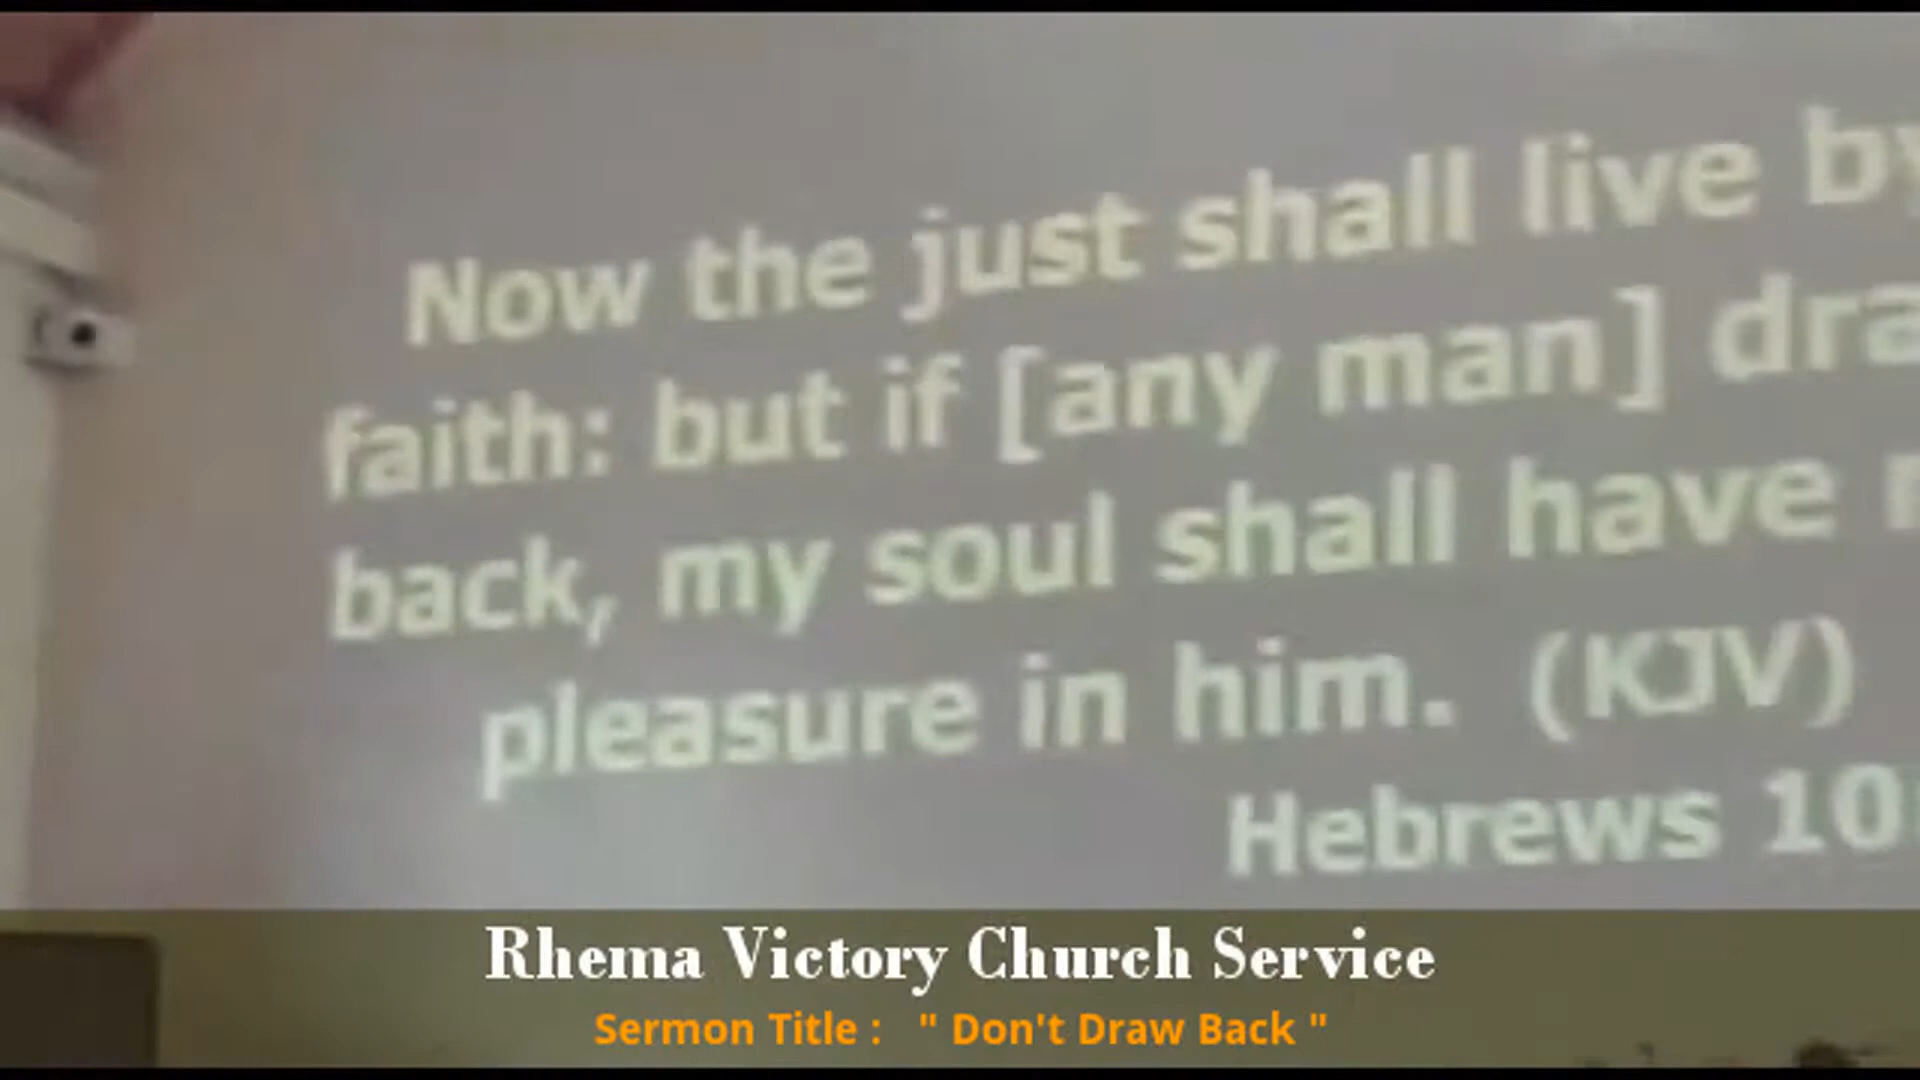 Now the just shall live by
faith: but if [any man] dra
back, my soul shall have
pleasure in him. (KJV)
Hebrews 10:
Rhema Victory Church Service
Sermon Title : " Don't Draw Back "